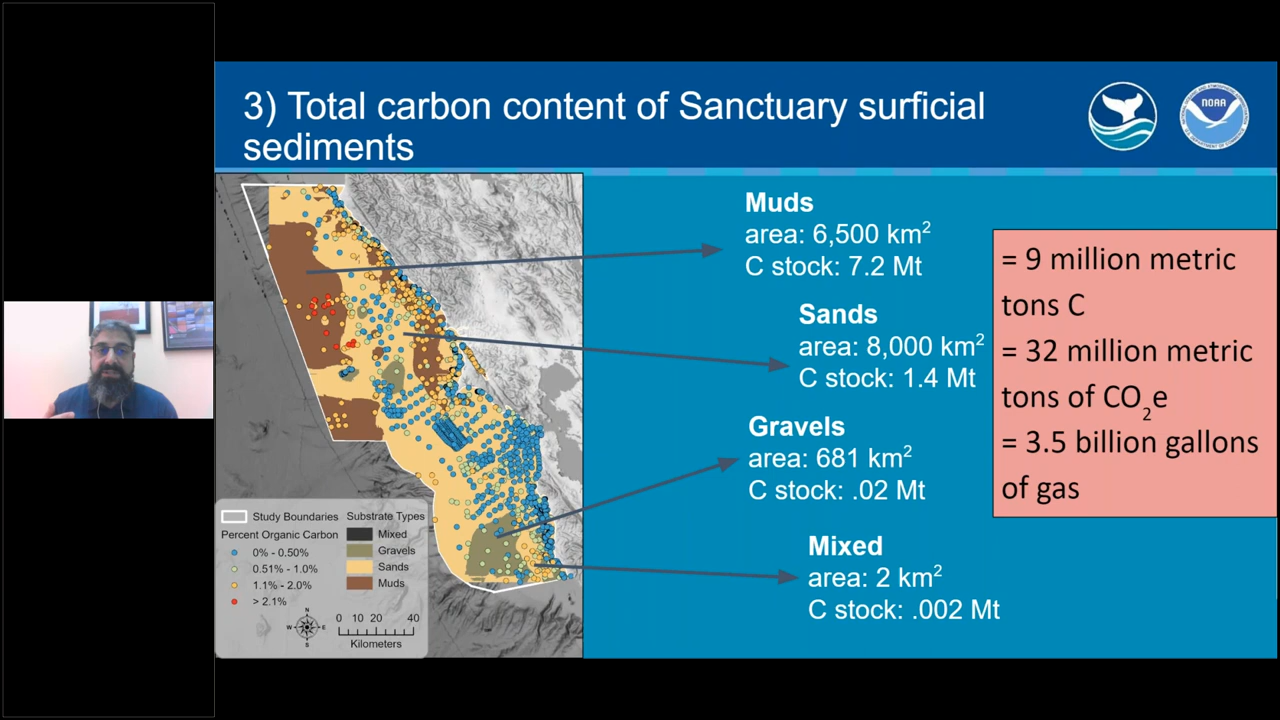 3) Total carbon content of Sanctuary surficial
sediments
NOAA
Muds
area: 6,500 km²
C stock: 7.2 Mt
Sands
area: 8,000 km²
C stock: 1.4 Mt
Gravels
area: 681 km²
C stock: .02 Mt
Mixed
area: 2 km²
C stock: .002 Mt
= 9 million metric
tons C
= 32 million metric
tons of CO₂e
= 3.5 billion gallons
of gas
Study Boundaries
Percent Organic Carbon
0% - 0.50%
0.51% - 1.0%
1.1% - 2.0%
> 2.1%
Substrate Types
Mixed
Gravels
Sands
Muds
N
W E
S
0 10 20 40
Kilometers